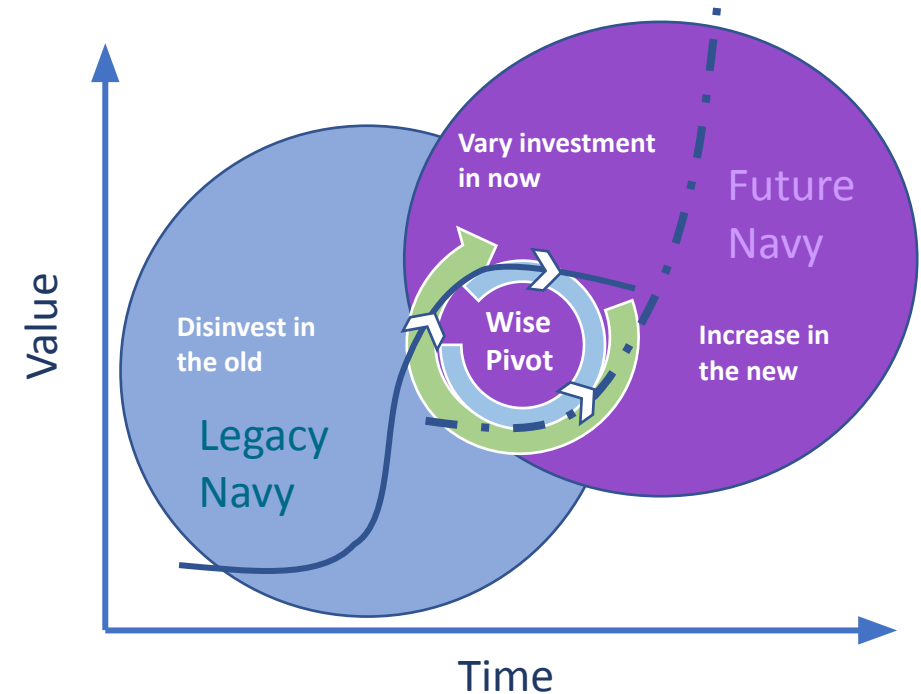 Value
Vary investment
in now
Future
Navy
Disinvest in
the old
Wise
Pivot
Increase in
the new
Legacy
Navy
Time